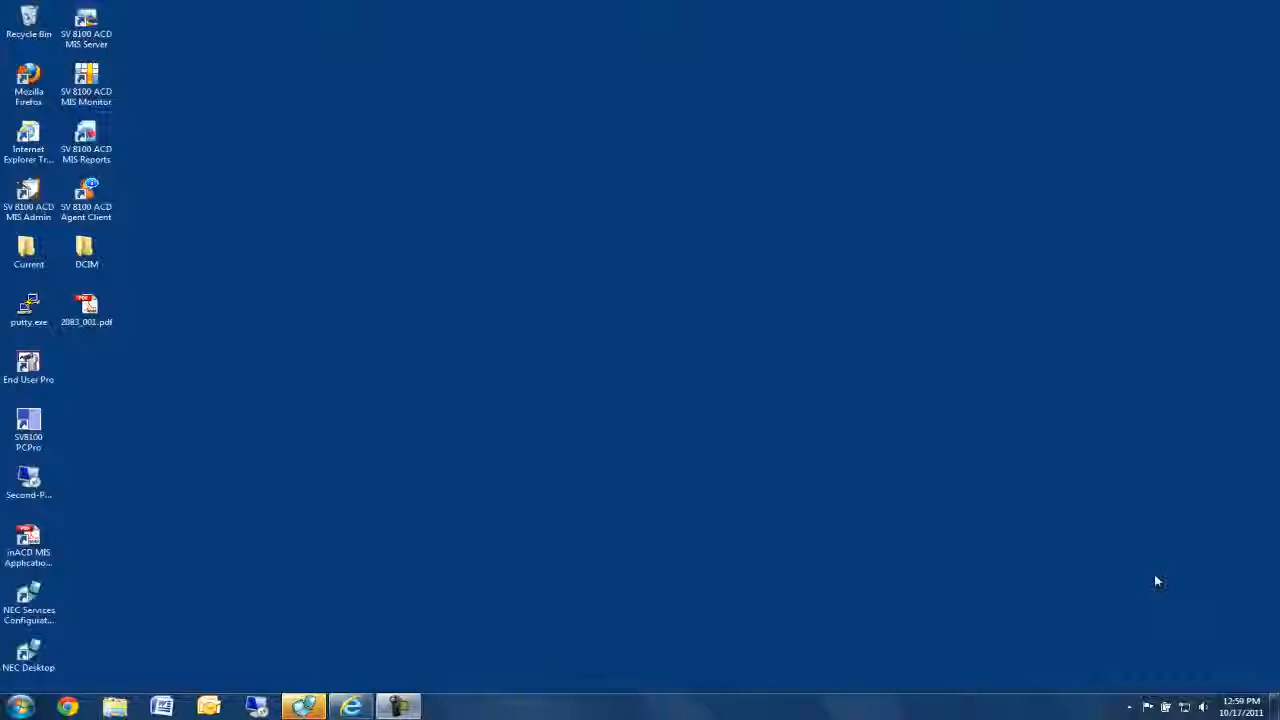 Recycle Bin
SV 8100 ACD
MIS Server
Mozilla
Firefox
SV 8100 ACD
MIS Monitor
Internet
Explorer Tr...
SV 8100 ACD
MIS Reports
SV 8100 ACD
MIS Admin
SV 8100 ACD
Agent Client
Current
DCIM
putty.exe
2083_001.pdf
End User Pro
SV8100
PCPro
Second-P...
inACD MIS
Applicatio...
NEC Services
Configurat...
NEC Desktop
12:59 PM
10/17/2011